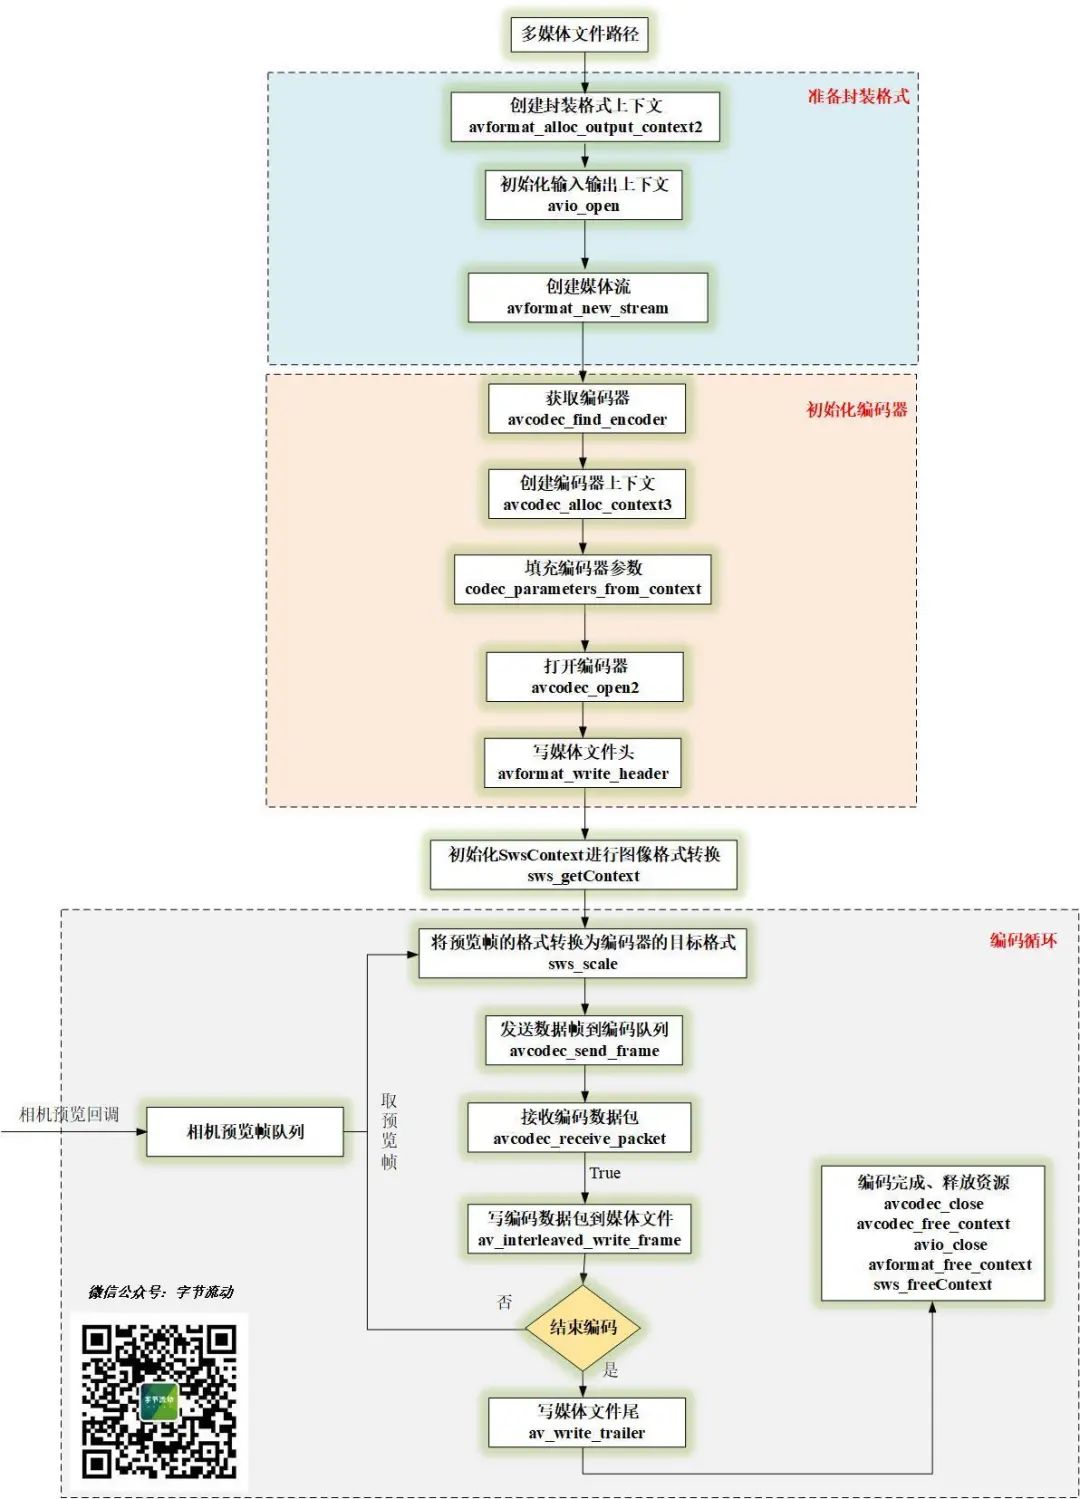 多媒体文件路径
准备封装格式
创建封装格式上下文
avformat_alloc_output_context2
初始化输入输出上下文
avio_open
创建媒体流
avformat_new_stream
初始化编码器
获取编码器
avcodec_find_encoder
创建编码器上下文
avcodec_alloc_context3
填充编码器参数
codec_parameters_from_context
打开编码器
avcodec_open2
写媒体文件头
avformat_write_header
初始化SwsContext进行图像格式转换
sws_getContext
编码循环
将预览帧的格式转换为编码器的目标格式
sws_scale
发送数据帧到编码队列
avcodec_send_frame
相机预览回调
相机预览帧队列
取预览帧
接收编码数据包
avcodec_receive_packet
True
写编码数据包到媒体文件
av_interleaved_write_frame
否
结束编码
是
写媒体文件尾
av_write_trailer
编码完成、释放资源
avcodec_close
avcodec_free_context
avio_close
avformat_free_context
sws_freeContext
微信公众号：字节流动
字节流动